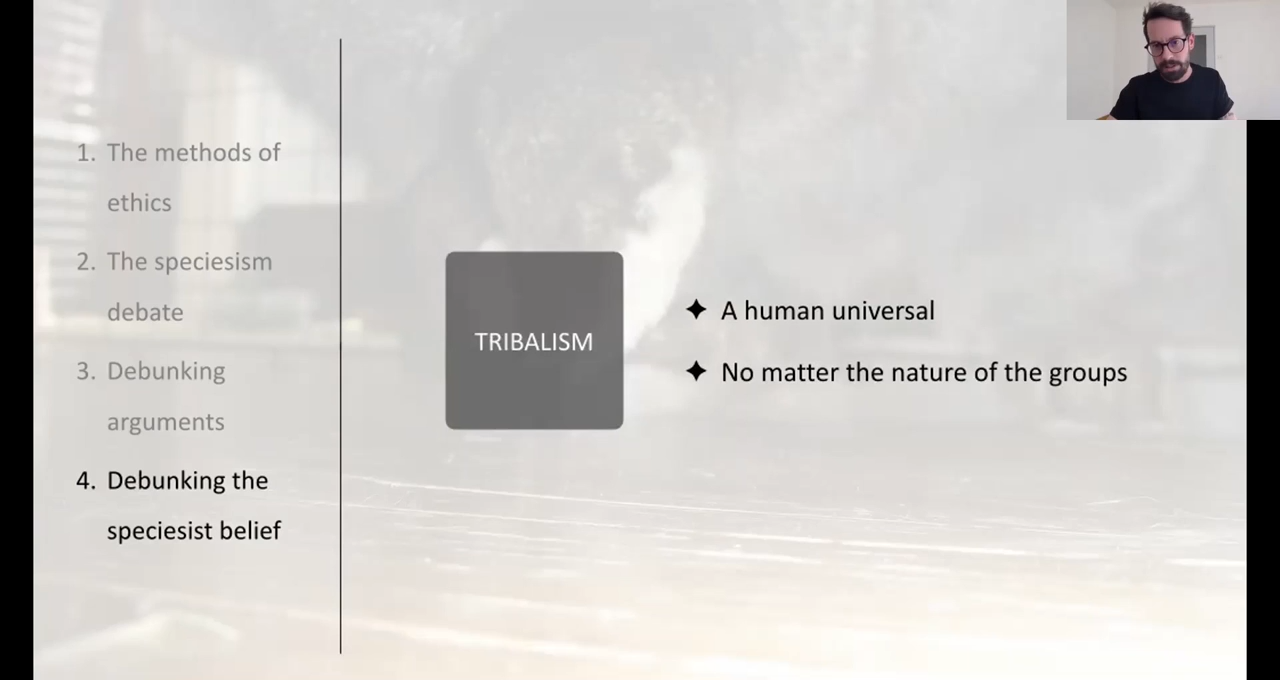 1. The methods of
ethics
2. The speciesism
debate
3. Debunking
arguments
4. Debunking the
speciesist belief
TRIBALISM
✦ A human universal
✦ No matter the nature of the groups